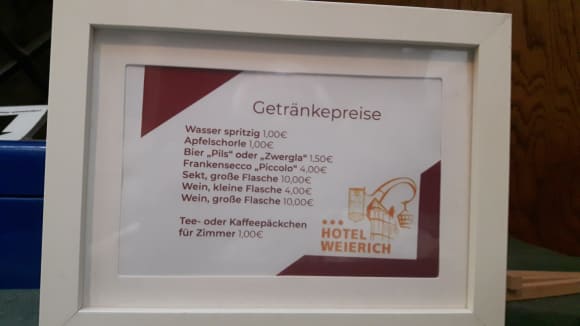 Getränkepreise
Wasser spritzig 1,00€
Apfelschorle 1,00€
Bier „Pils“ oder „Zwergla“ 1,50€
Frankensecco „Piccolo“ 4,00€
Sekt, große Flasche 10,00€
Wein, kleine Flasche 4,00€
Wein, große Flasche 10,00€
Tee- oder Kaffeepäckchen
für Zimmer 1,00€
HOTEL
WEIERICH